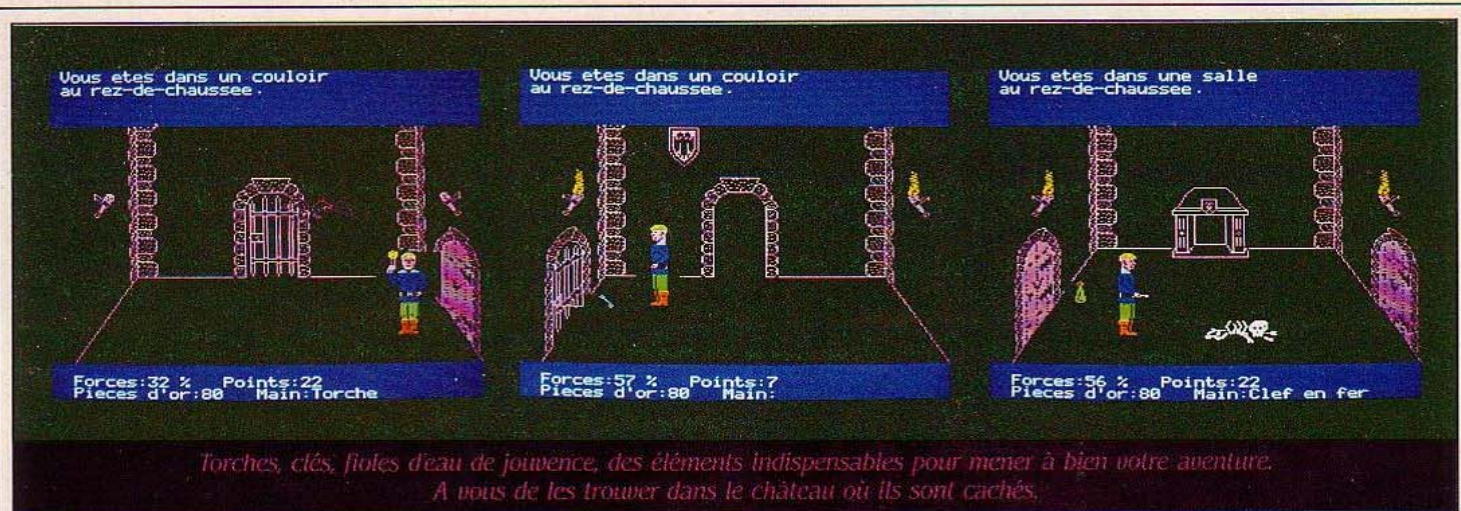 Vous etes dans un couloir
au rez-de-chaussee.
Forces:32 % Points:22
Pieces d'or:80 Main:Torche
Vous etes dans un couloir
au rez-de-chaussee.
Forces:57 % Points:7
Pieces d'or:80 Main:
Vous etes dans une salle
au rez-de-chaussee.
Forces:56 % Points:22
Pieces d'or:80 Main:Clef en fer
Torches, clés, fioles d'eau de jouvence, des éléments indispensables pour mener à bien votre aventure.
A vous de les trouver dans le château où ils sont cachés.